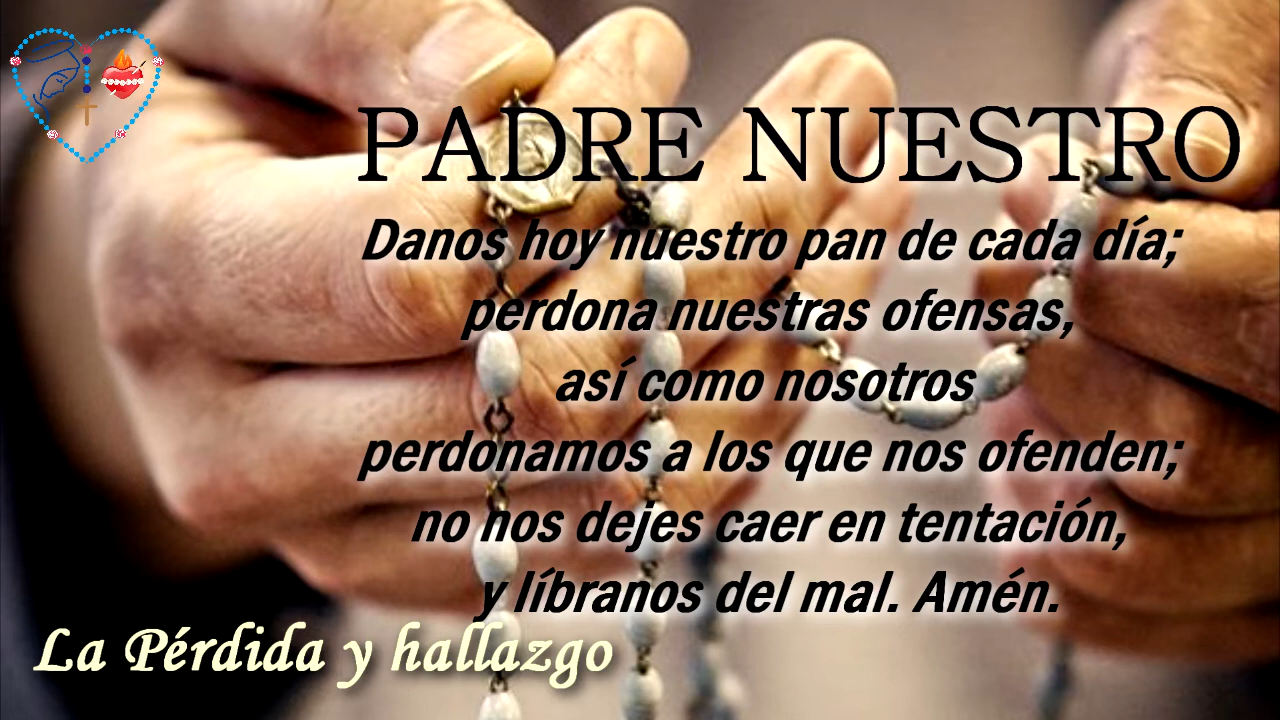 PADRE NUESTRO
Danos hoy nuestro pan de cada día;
perdona nuestras ofensas,
así como nosotros
perdonamos a los que nos ofenden;
no nos dejes caer en tentación,
y líbranos del mal. Amén.
La Pérdida y hallazgo